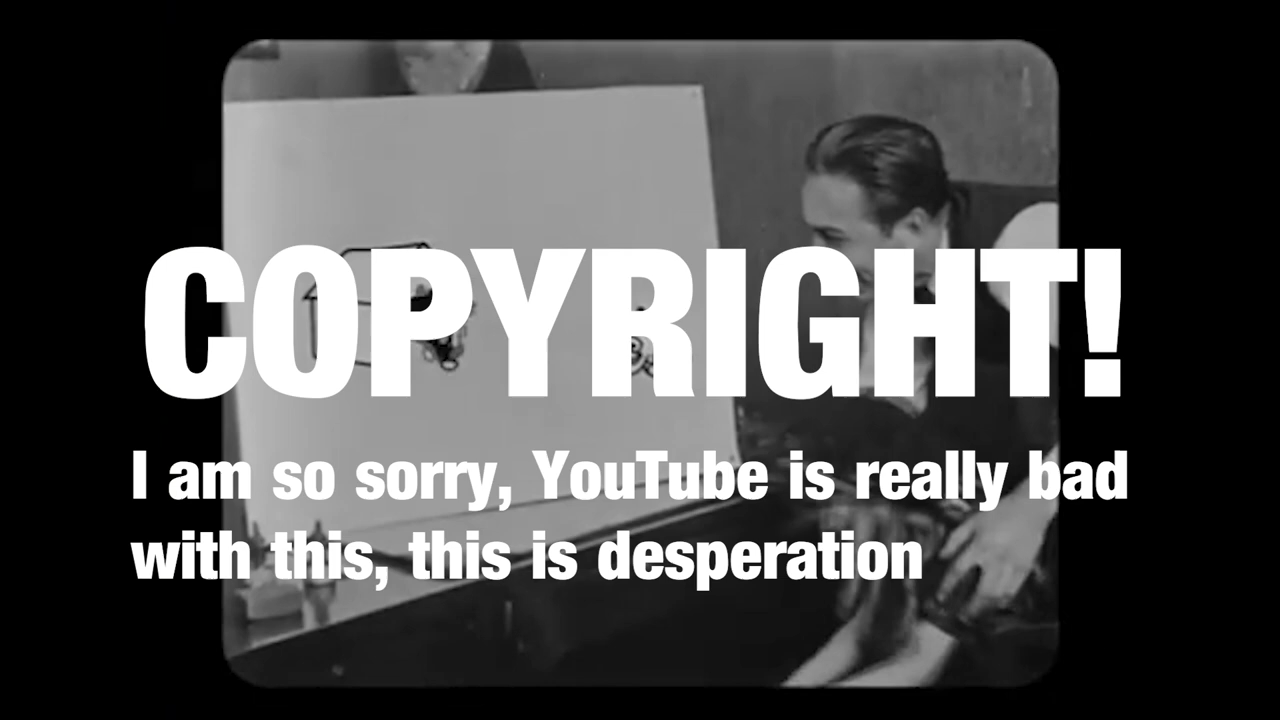 COPYRIGHT!
I am so sorry, YouTube is really bad
with this, this is desperation